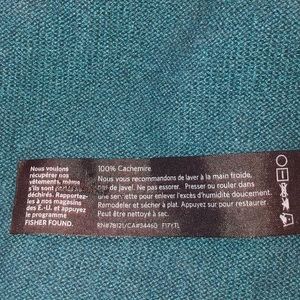 Nous voulons
récupérer nos
vêtements, même
s'ils sont
déchirés. Rapportez-
les à nos magasins
des É.-U. et appuyez
le programme
FISHER FOUND.
100% Cachemire
Nous vous recommandons de laver à la main froide,
pas de javel. Ne pas essorer. Presser ou rouler dans
une serviette pour enlever l'excès d'humidité doucement.
Remodeler et sécher à plat. Appuyez sur pour restaurer
Peut être nettoyé à sec.
RN#78121/CA#34460 F17YTL